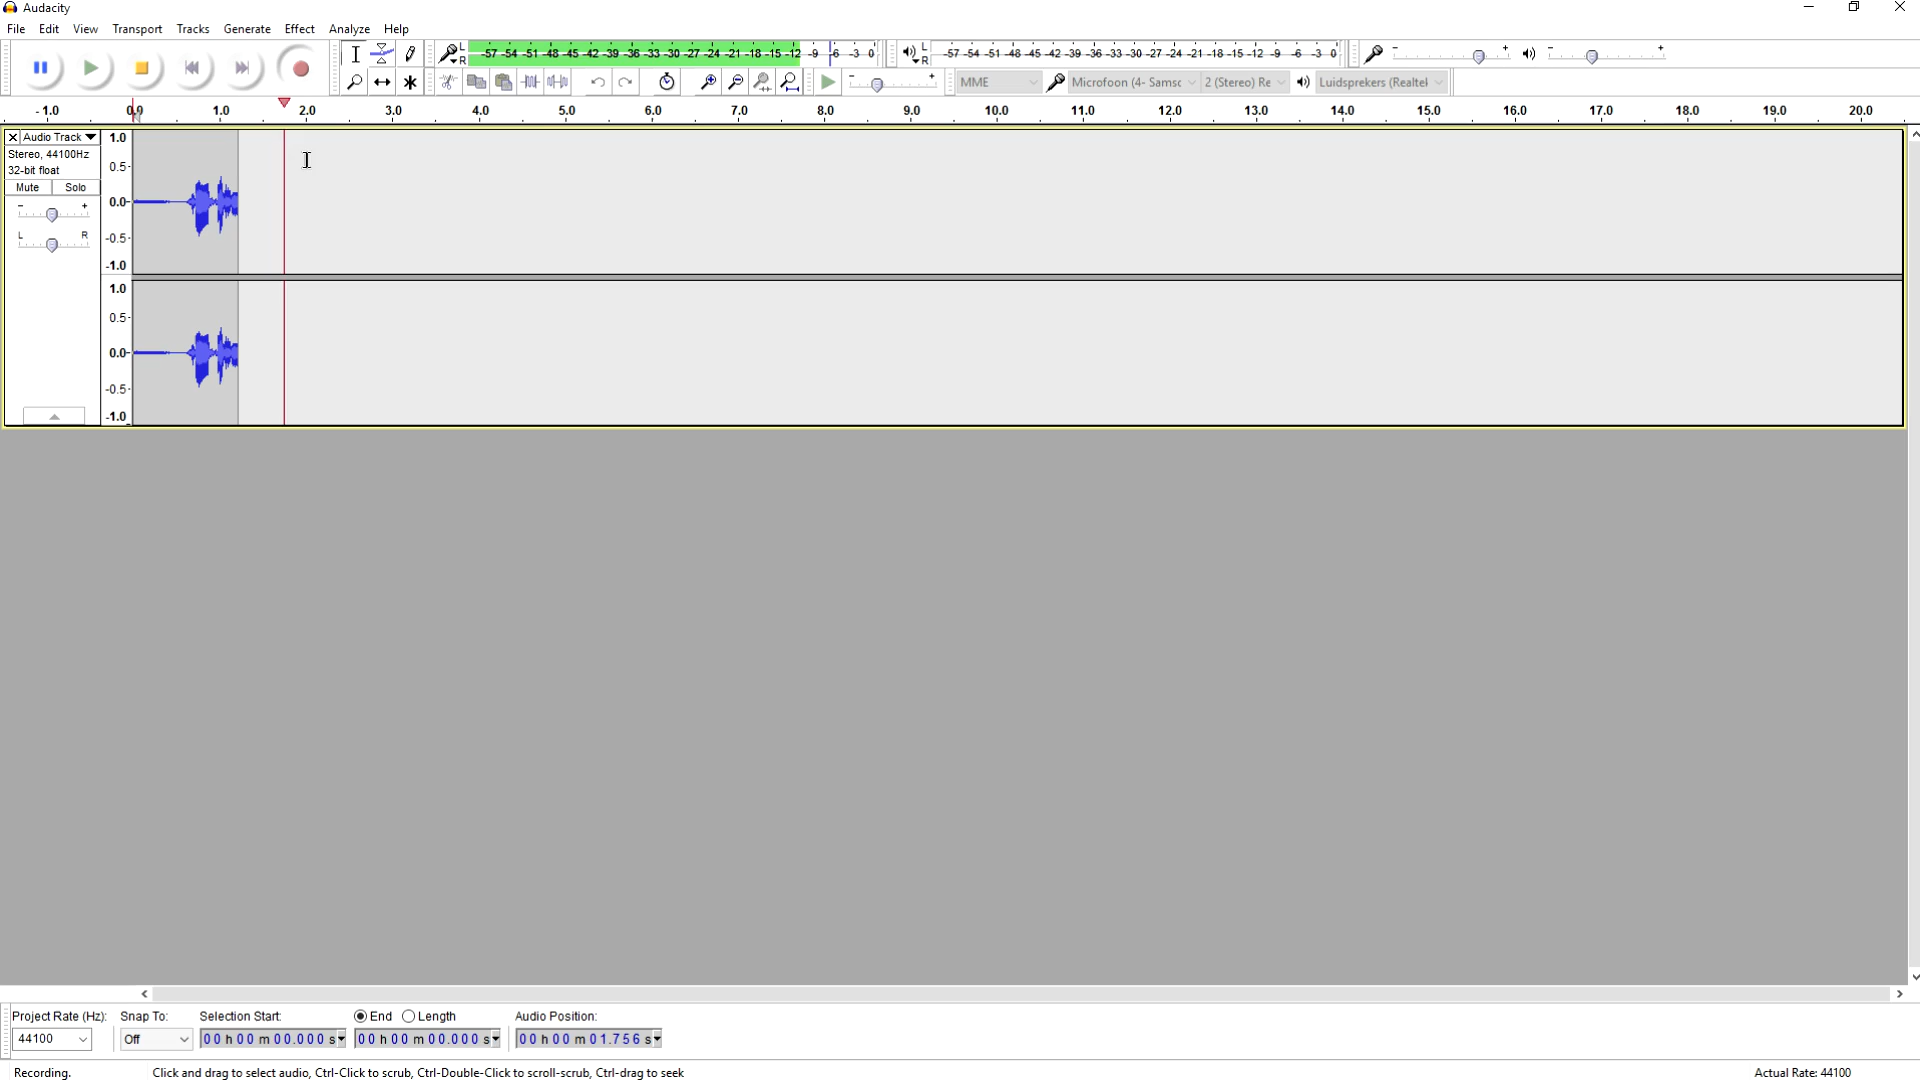 Audacity
File Edit View Transport Tracks Generate Effect Analyze Help
L R -57 -54 -51 -48 -45 -42 -39 -36 -33 -30 -27 -24 -21 -18 -15 -12 -9 -6 -3 0 L R -57 -54 -51 -48 -45 -42 -39 -36 -33 -30 -27 -24 -21 -18 -15 -12 -9 -6 -3 0 - + - +
- + MME Microfoon (4- Samsc 2 (Stereo) Re Luidsprekers (Realtel
-1.0 0.0 1.0 2.0 3.0 4.0 5.0 6.0 7.0 8.0 9.0 10.0 11.0 12.0 13.0 14.0 15.0 16.0 17.0 18.0 19.0 20.0
Audio Track 1.0
Stereo, 44100Hz 0.5
32-bit float
Mute Solo
- + 0.0
L R -0.5
-1.0
1.0
0.5
0.0
-0.5
-1.0
Project Rate (Hz): Snap To: Selection Start: End Length Audio Position:
44100 Off 00 h 00 m 00.000 s 00 h 00 m 00.000 s 00 h 00 m 01.756 s
Recording. Click and drag to select audio, Ctrl-Click to scrub, Ctrl-Double-Click to scroll-scrub, Ctrl-drag to seek Actual Rate: 44100